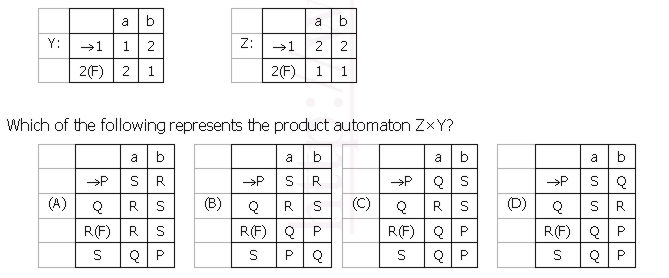 a b a b
Y: →1 1 2 Z: →1 2 2
2(F) 2 1 2(F) 1 1
Which of the following represents the product automaton Z×Y?
a b a b a b a b
→P S R →P S R →P Q S →P S Q
(A) Q R S (B) Q R S (C) Q R S (D) Q S R
R(F) R S R(F) Q P R(F) Q P R(F) Q P
S Q P S P Q S Q P S Q P